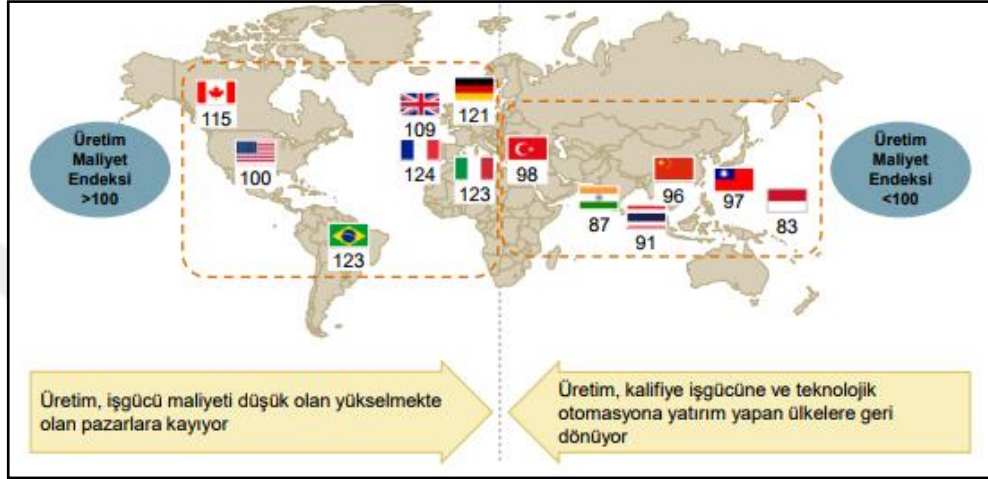 Üretim
Maliyet
Endeksi
>100
115
100
123
109
121
124
123
98
87
91
96
97
83
Üretim
Maliyet
Endeksi
<100
Üretim, işgücü maliyeti düşük olan yükselmekte
olan pazarlara kayıyor
Üretim, kalifiye işgücüne ve teknolojik
otomasyona yatırım yapan ülkelere geri
dönüyor